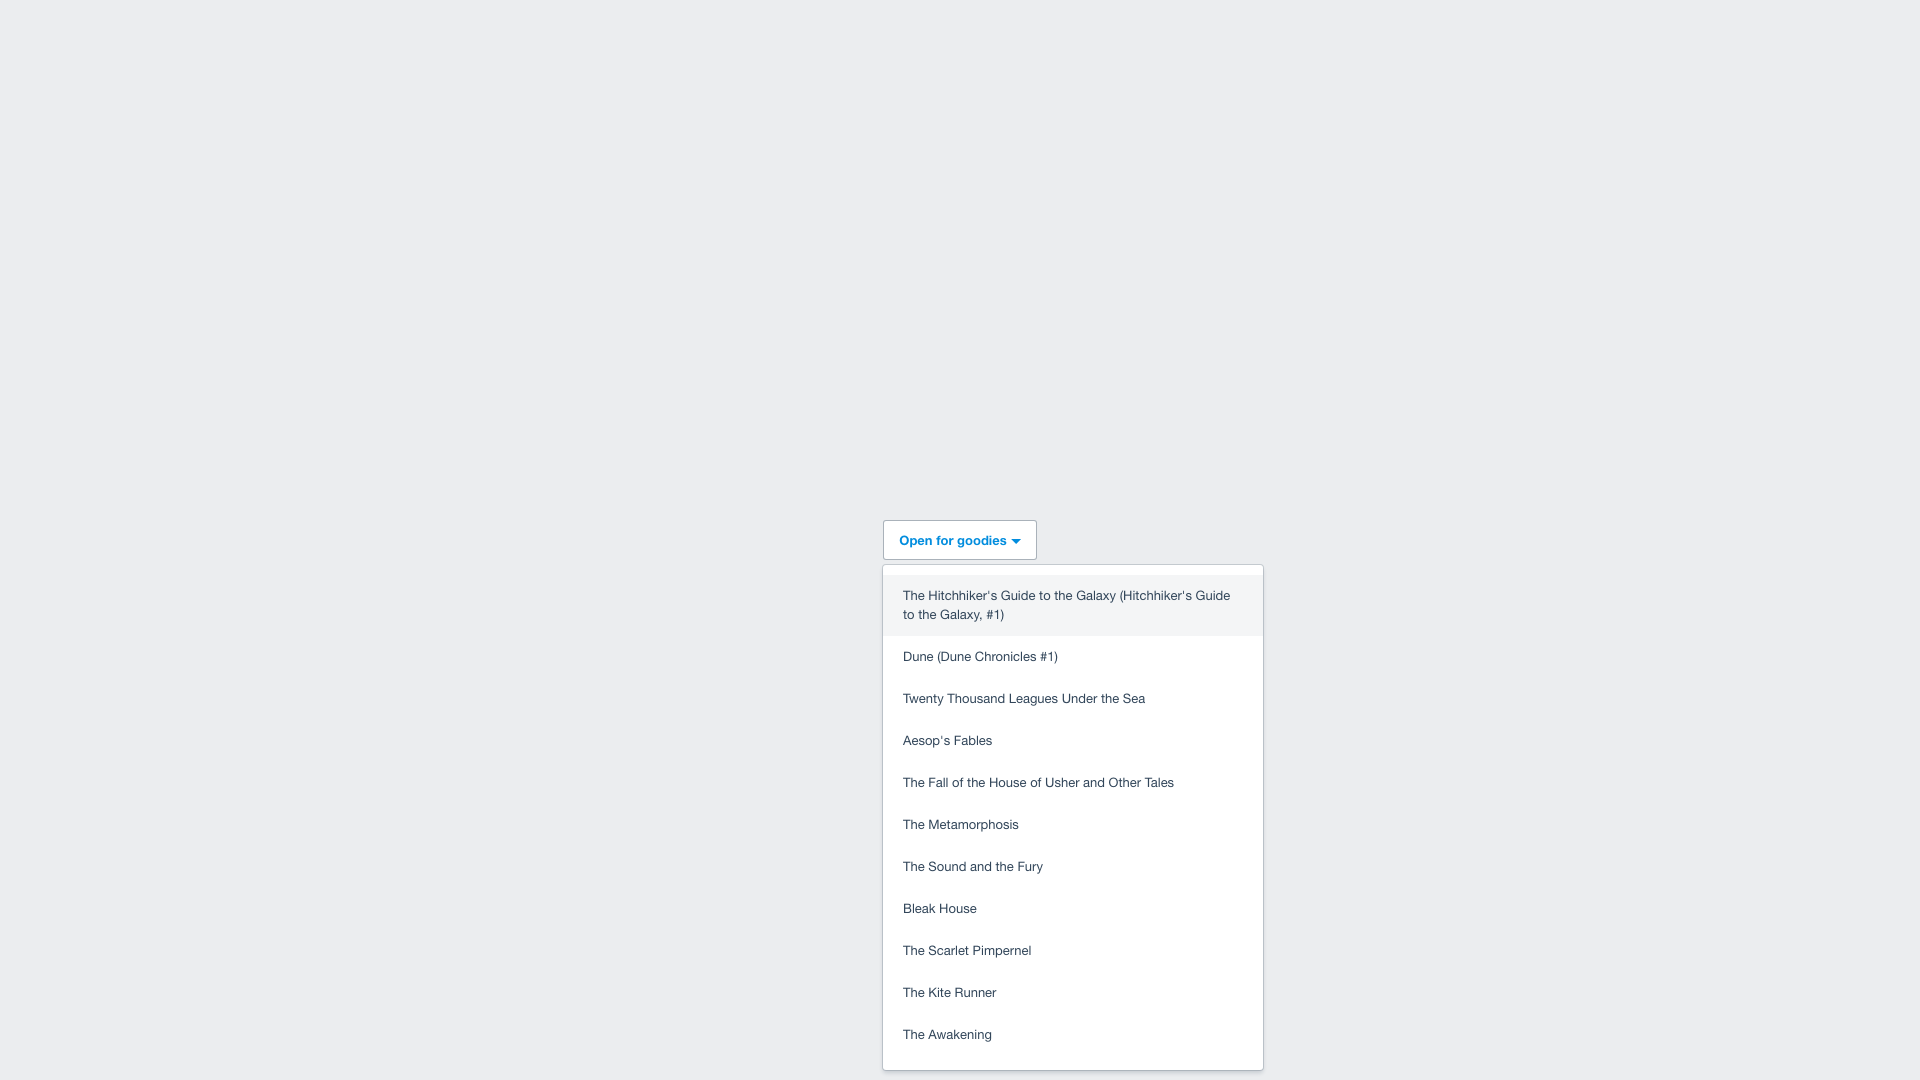 Open for goodies
The Hitchhiker's Guide to the Galaxy (Hitchhiker's Guide
to the Galaxy, #1)
Dune (Dune Chronicles #1)
Twenty Thousand Leagues Under the Sea
Aesop's Fables
The Fall of the House of Usher and Other Tales
The Metamorphosis
The Sound and the Fury
Bleak House
The Scarlet Pimpernel
The Kite Runner
The Awakening